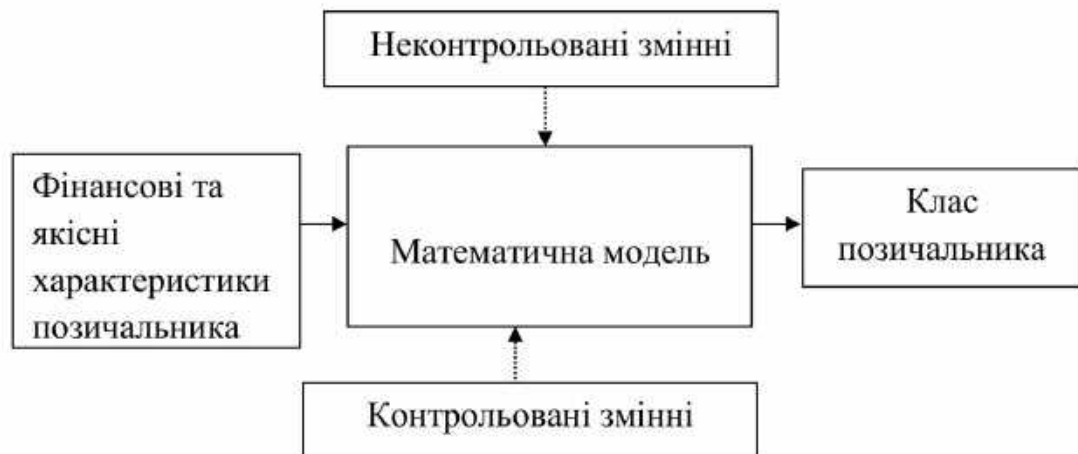 Неконтрольовані змінні
Фінансові та
якісні
характеристики
позичальника
Математична модель
Клас
позичальника
Контрольовані змінні